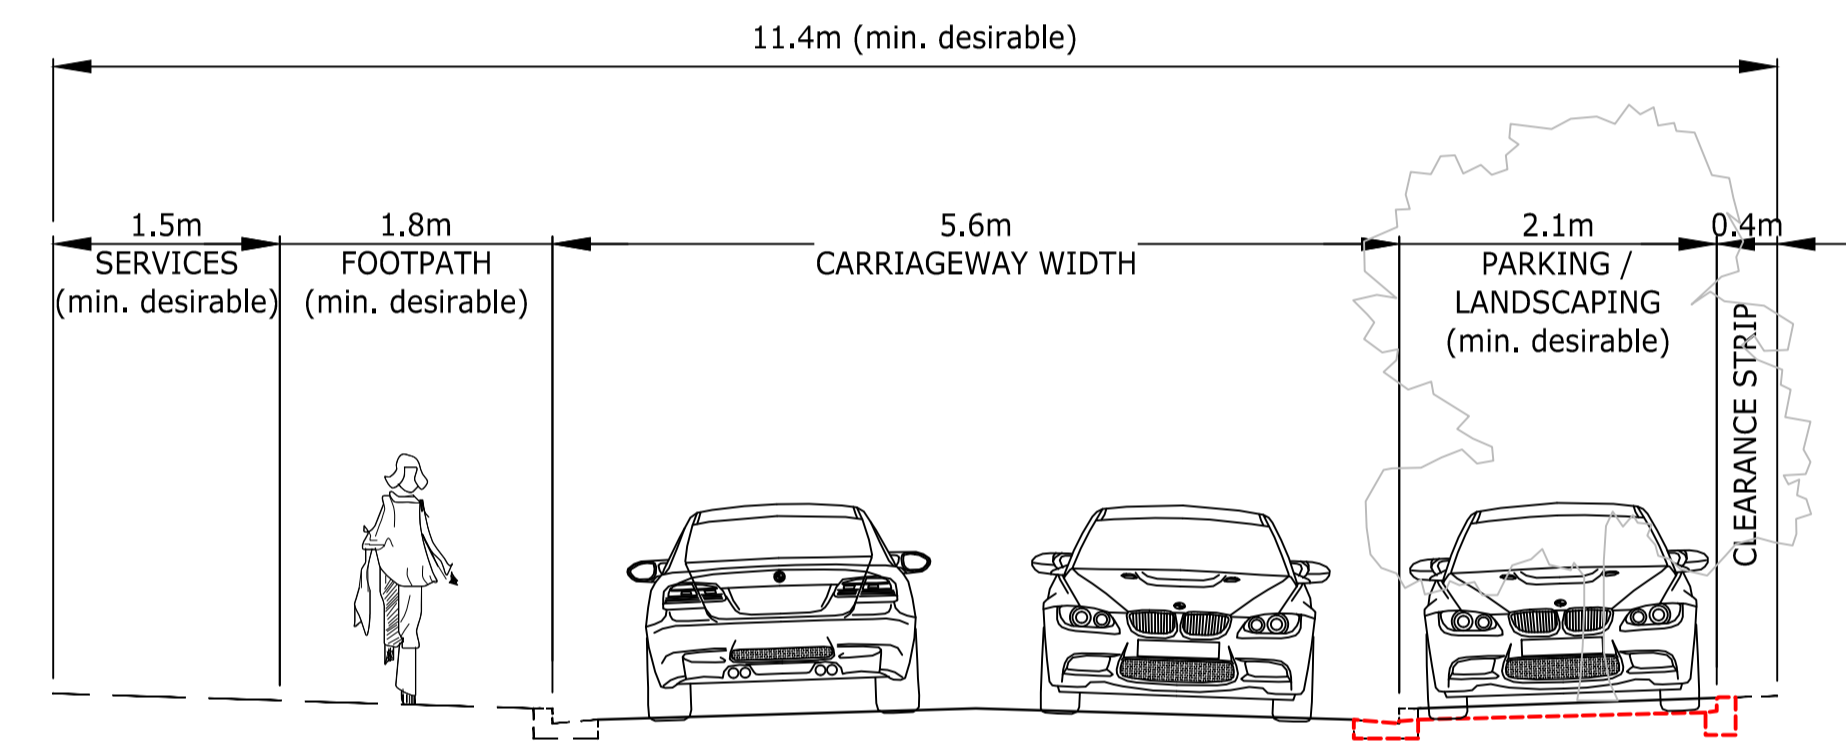 11.4m (min. desirable)
1.5m
SERVICES
(min. desirable)
1.8m
FOOTPATH
(min. desirable)
5.6m
CARRIAGEWAY WIDTH
2.1m
PARKING /
LANDSCAPING
(min. desirable)
0.4m
CLEARANCE STRIP